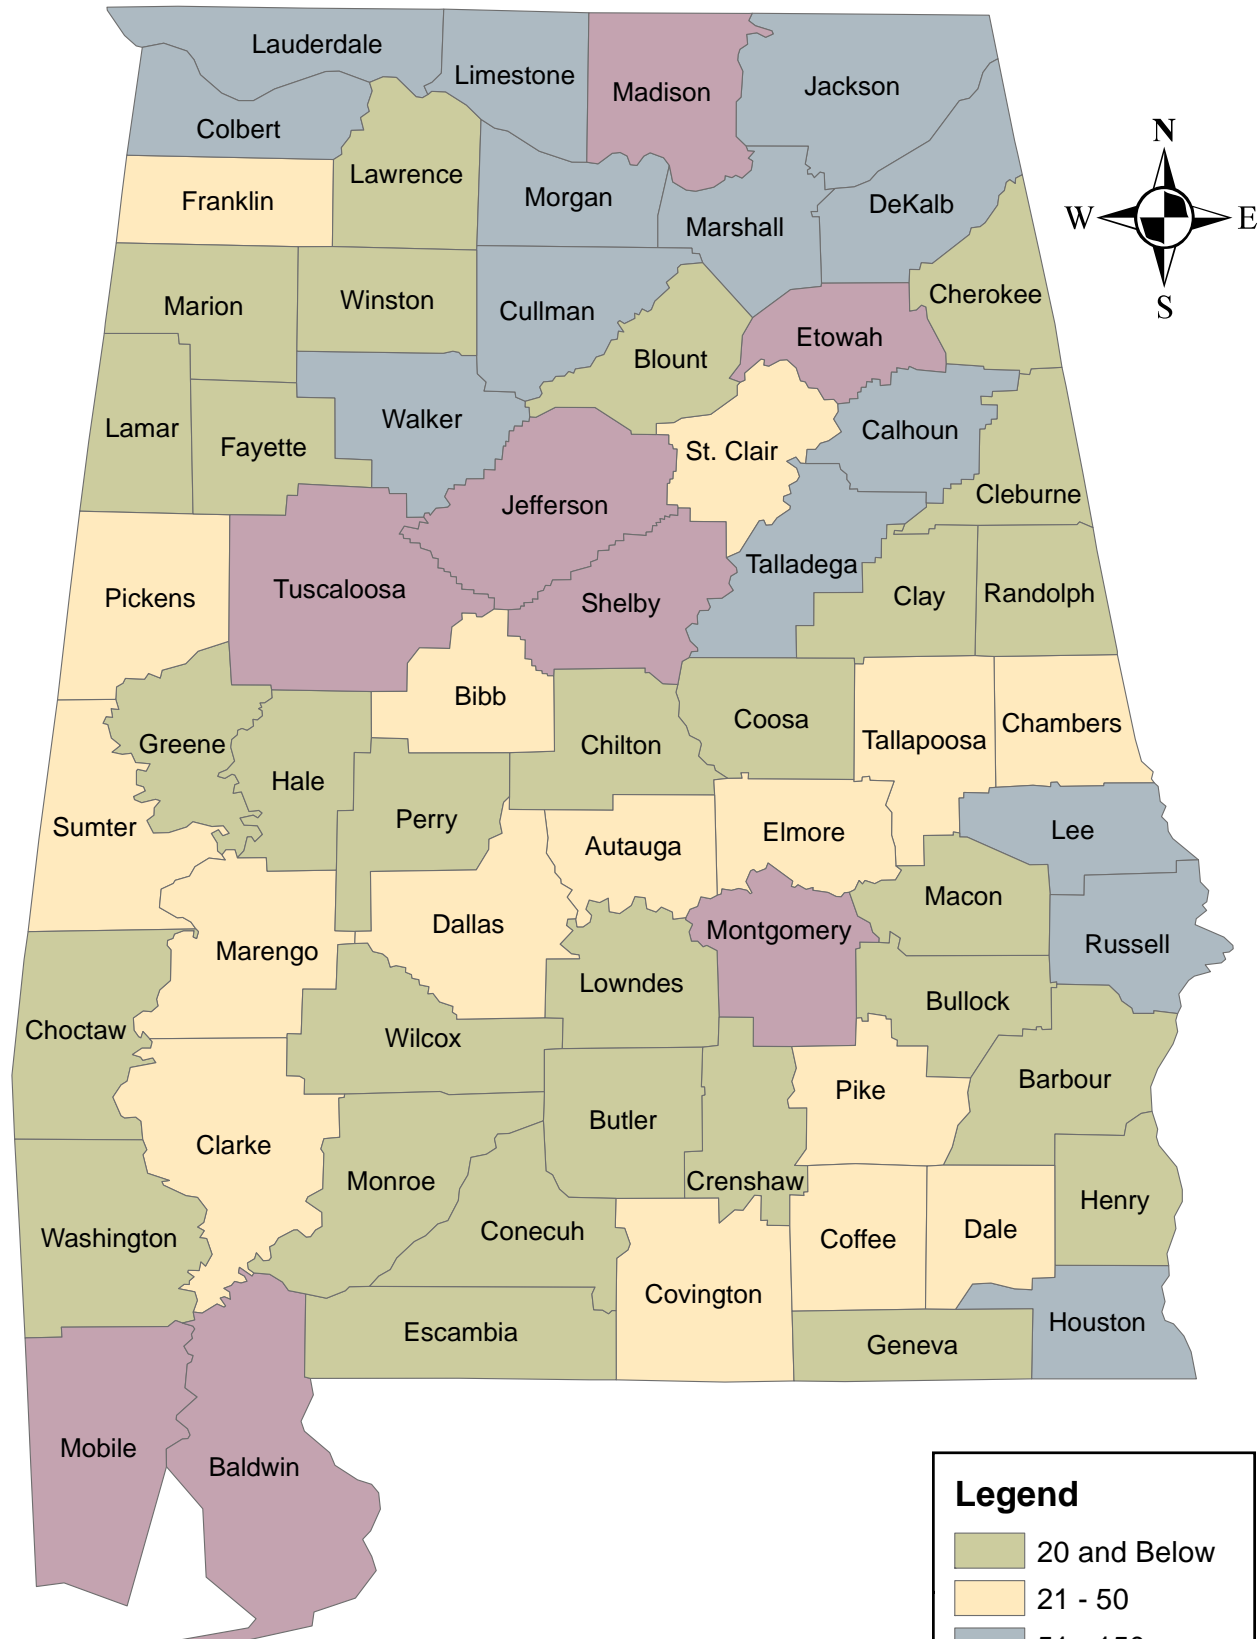 Lauderdale
Limestone
Madison
Jackson
Colbert
N
Lawrence
Franklin
Morgan
DeKalb
Marshall
W
E
Marion
Winston
Cullman
Cherokee
S
Etowah
Blount
Lamar
Fayette
Walker
Calhoun
St. Clair
Cleburne
Jefferson
Talladega
Pickens
Tuscaloosa
Shelby
Clay
Randolph
Bibb
Coosa
Chambers
Greene
Chilton
Tallapoosa
Hale
Sumter
Perry
Autauga
Elmore
Lee
Macon
Dallas
Montgomery
Marengo
Russell
Lowndes
Bullock
Choctaw
Wilcox
Barbour
Pike
Butler
Clarke
Monroe
Crenshaw
Henry
Washington
Conecuh
Coffee
Dale
Covington
Houston
Escambia
Geneva
Mobile
Baldwin
Legend
20 and Below
21 - 50